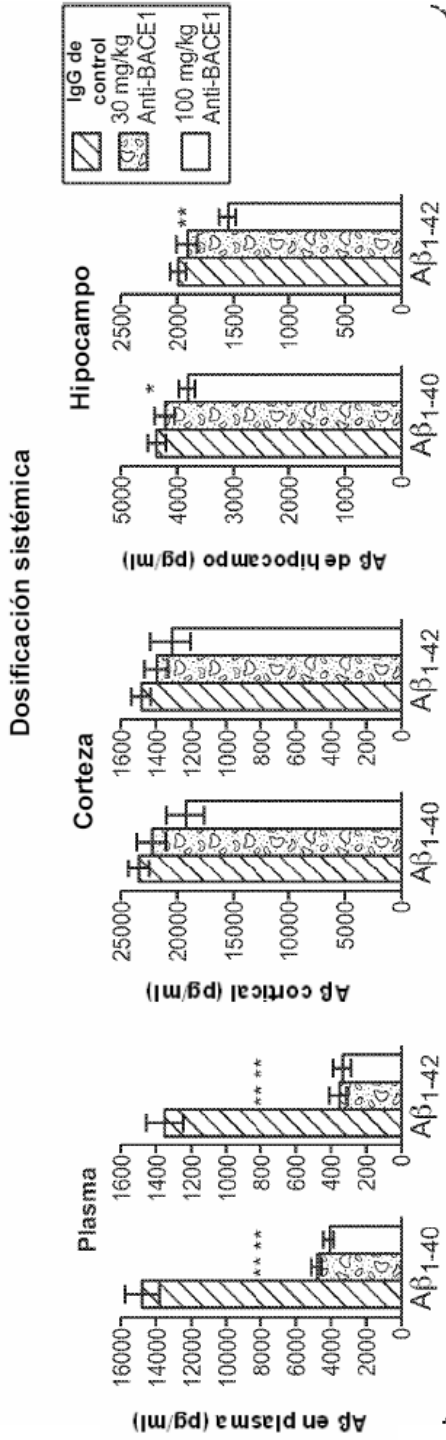 Dosificación sistémica
Plasma
Aβ en plasma (pg/ml)
16000
14000
12000
10000
8000
6000
4000
2000
0
** **
Aβ1-40
1600
1400
1200
1000
800
600
400
200
0
** **
Aβ1-42
Corteza
Aβ cortical (pg/ml)
25000
20000
15000
10000
5000
0
Aβ1-40
1600
1400
1200
1000
800
600
400
200
0
Aβ1-42
Hipocampo
Aβ de hipocampo (pg/ml)
5000
4000
3000
2000
1000
0
*
Aβ1-40
2500
2000
1500
1000
500
0
**
Aβ1-42
IgG de
control
30 mg/kg
Anti-BACE1
100 mg/kg
Anti-BACE1